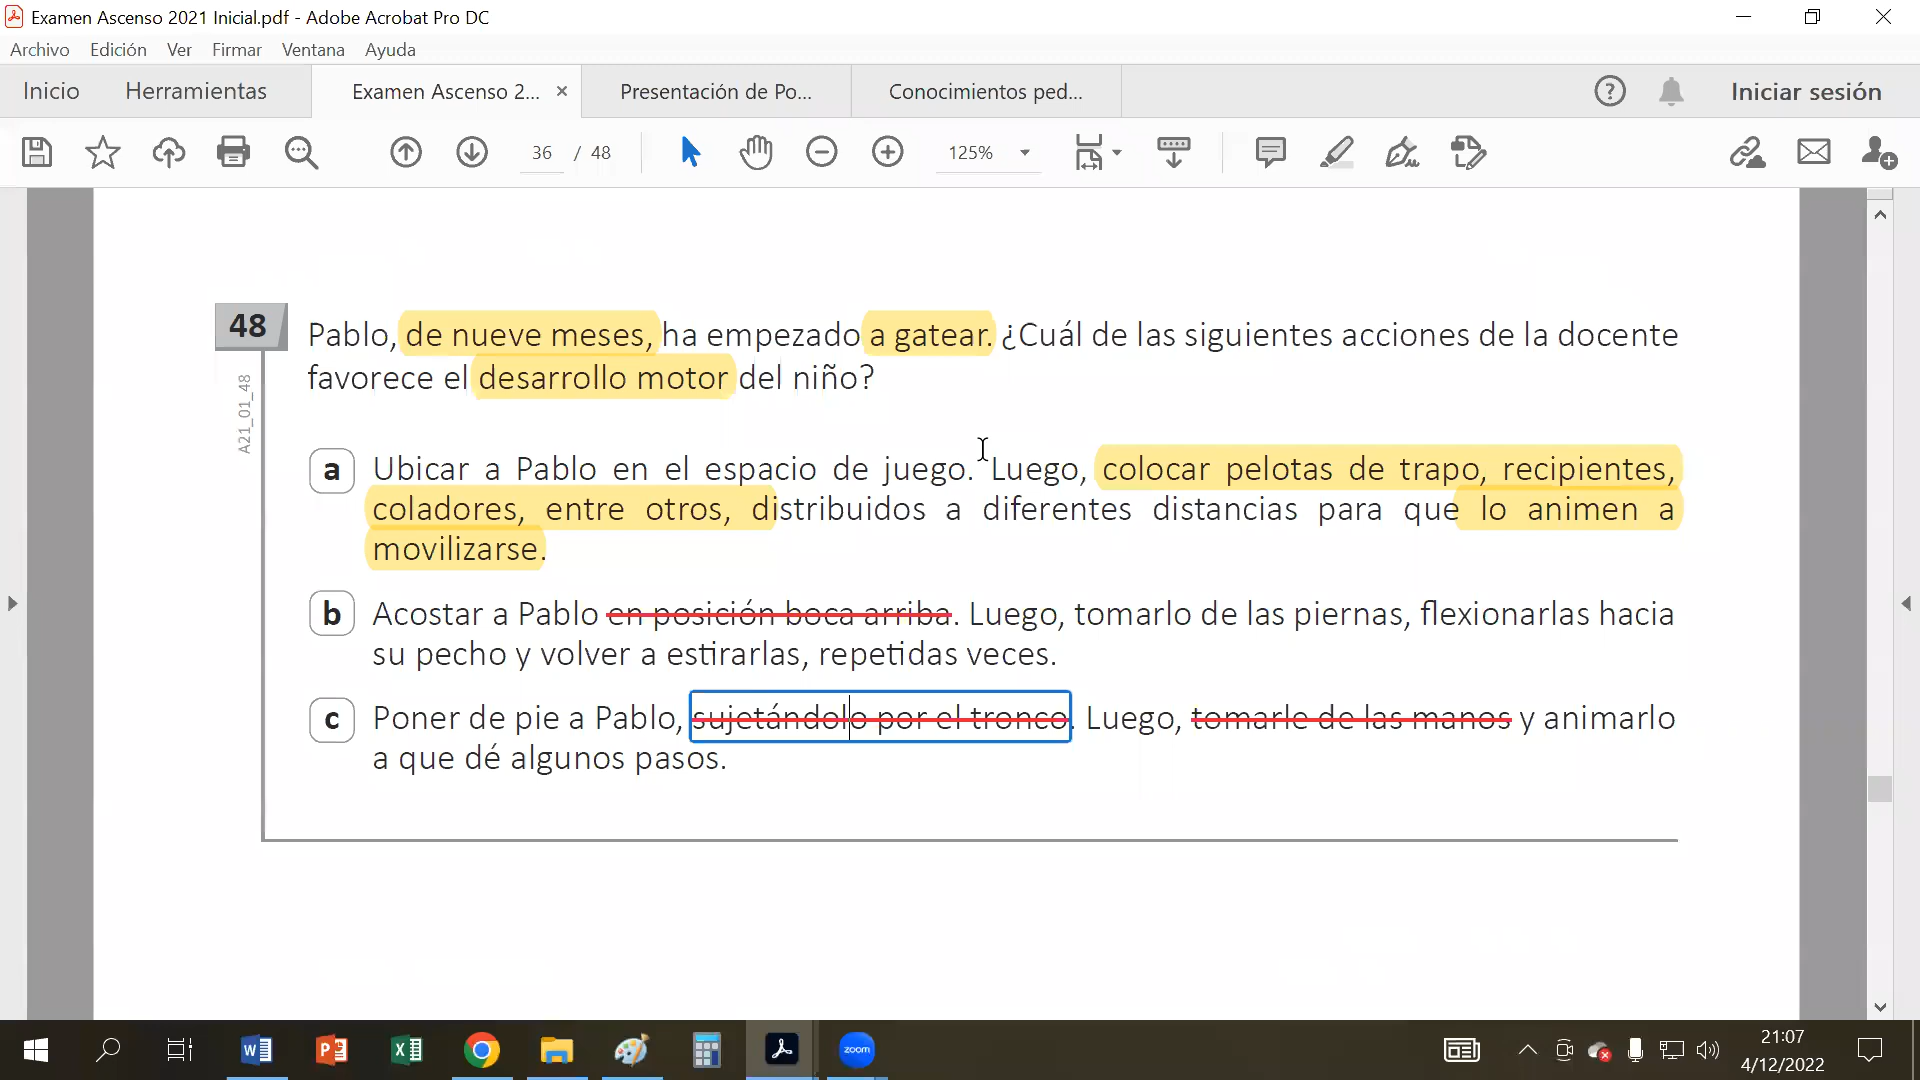 Examen Ascenso 2021 Inicial.pdf - Adobe Acrobat Pro DC
Archivo Edición Ver Firmar Ventana Ayuda
Inicio Herramientas Examen Ascenso 2... × Presentación de Po... Conocimientos ped... Iniciar sesión
36 / 48 125%
48 Pablo, de nueve meses, ha empezado a gatear. ¿Cuál de las siguientes acciones de la docente
favorece el desarrollo motor del niño?
A21_01_48
a Ubicar a Pablo en el espacio de juego. Luego, colocar pelotas de trapo, recipientes,
coladores, entre otros, distribuidos a diferentes distancias para que lo animen a
movilizarse.
b Acostar a Pablo en posición boca arriba. Luego, tomarlo de las piernas, flexionarlas hacia
su pecho y volver a estirarlas, repetidas veces.
c Poner de pie a Pablo, sujetándolo por el tronco. Luego, tomarle de las manos y animarlo
a que dé algunos pasos.
zoom
21:07
4/12/2022